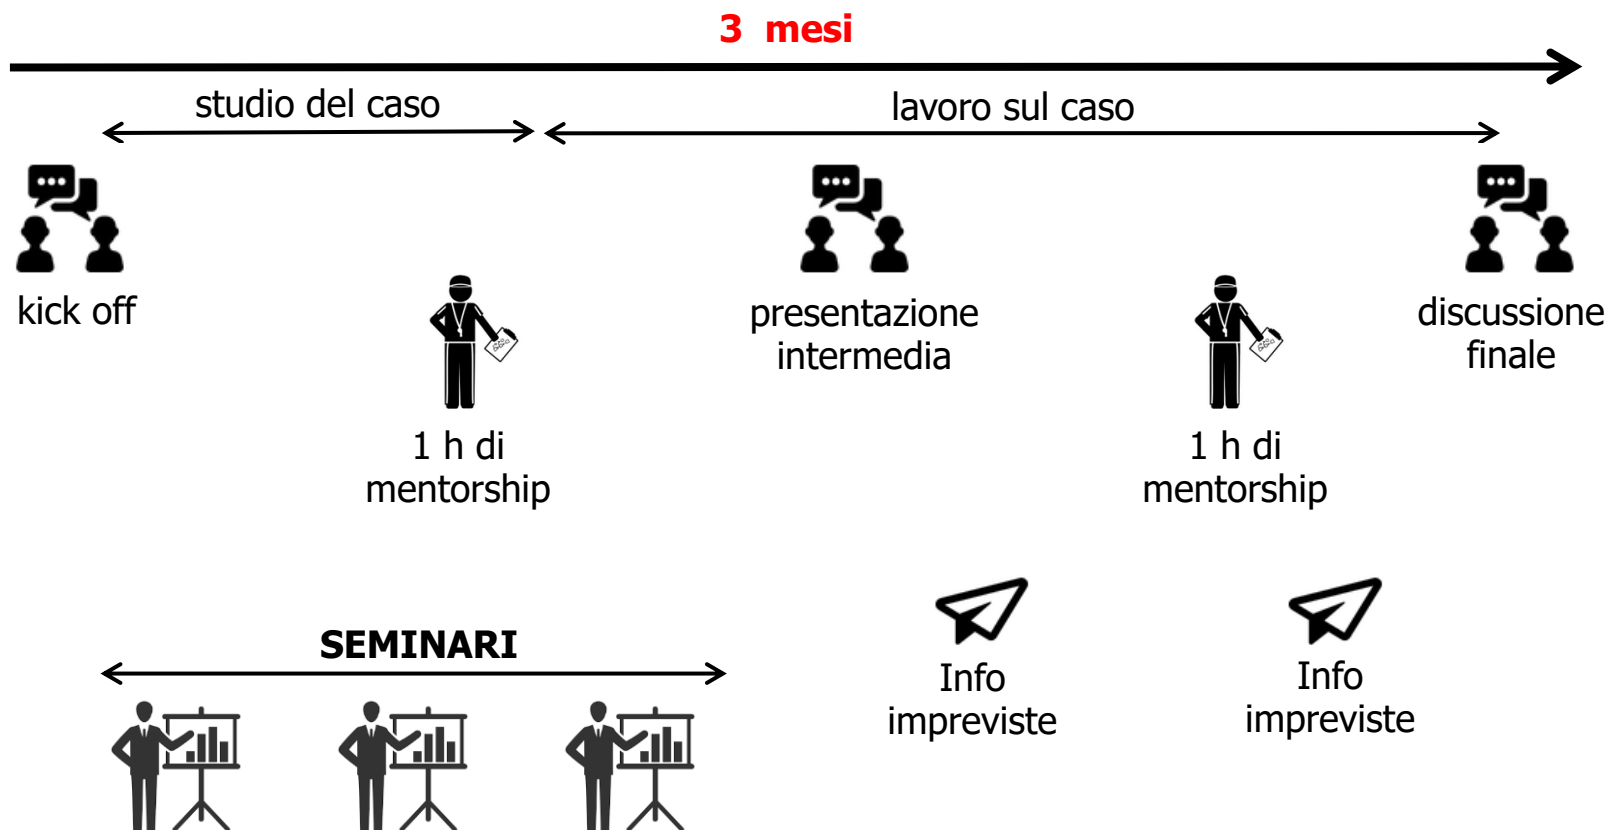 3 mesi
studio del caso
lavoro sul caso
kick off
presentazione
intermedia
discussione
finale
1 h di
mentorship
1 h di
mentorship
SEMINARI
Info
impreviste
Info
impreviste